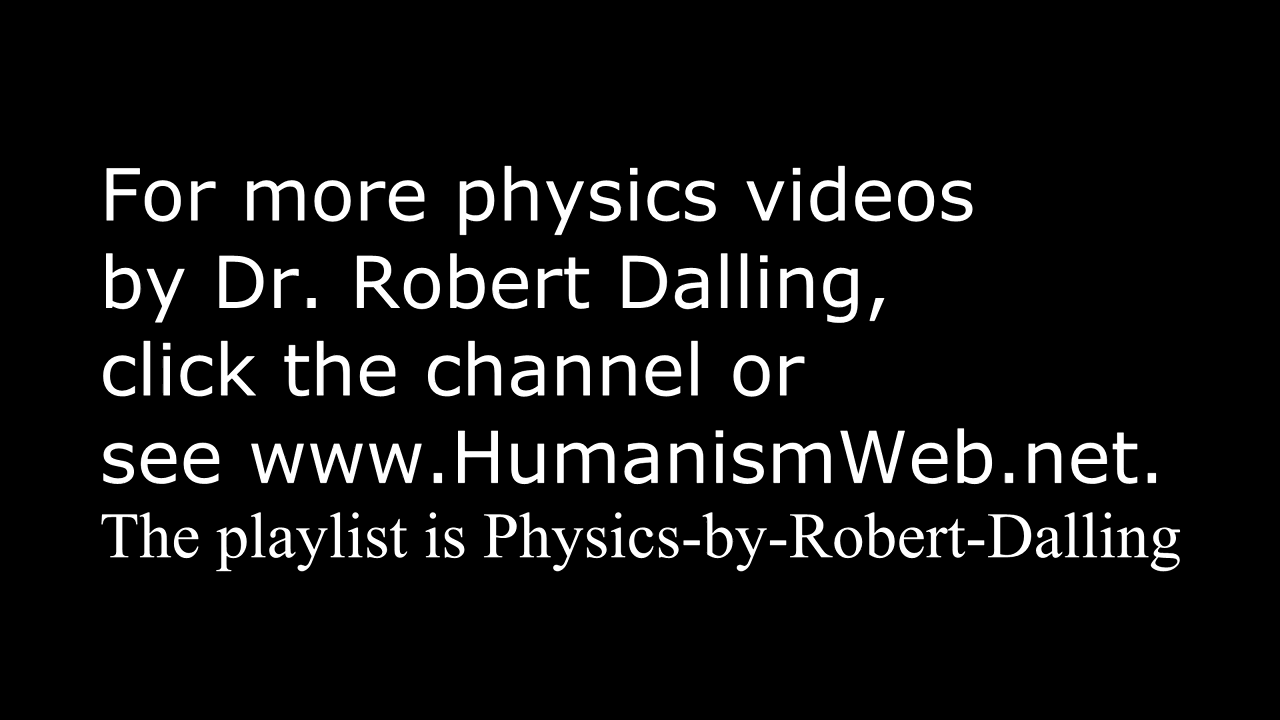 For more physics videos
by Dr. Robert Dalling,
click the channel or
see www.HumanismWeb.net.
The playlist is Physics-by-Robert-Dalling